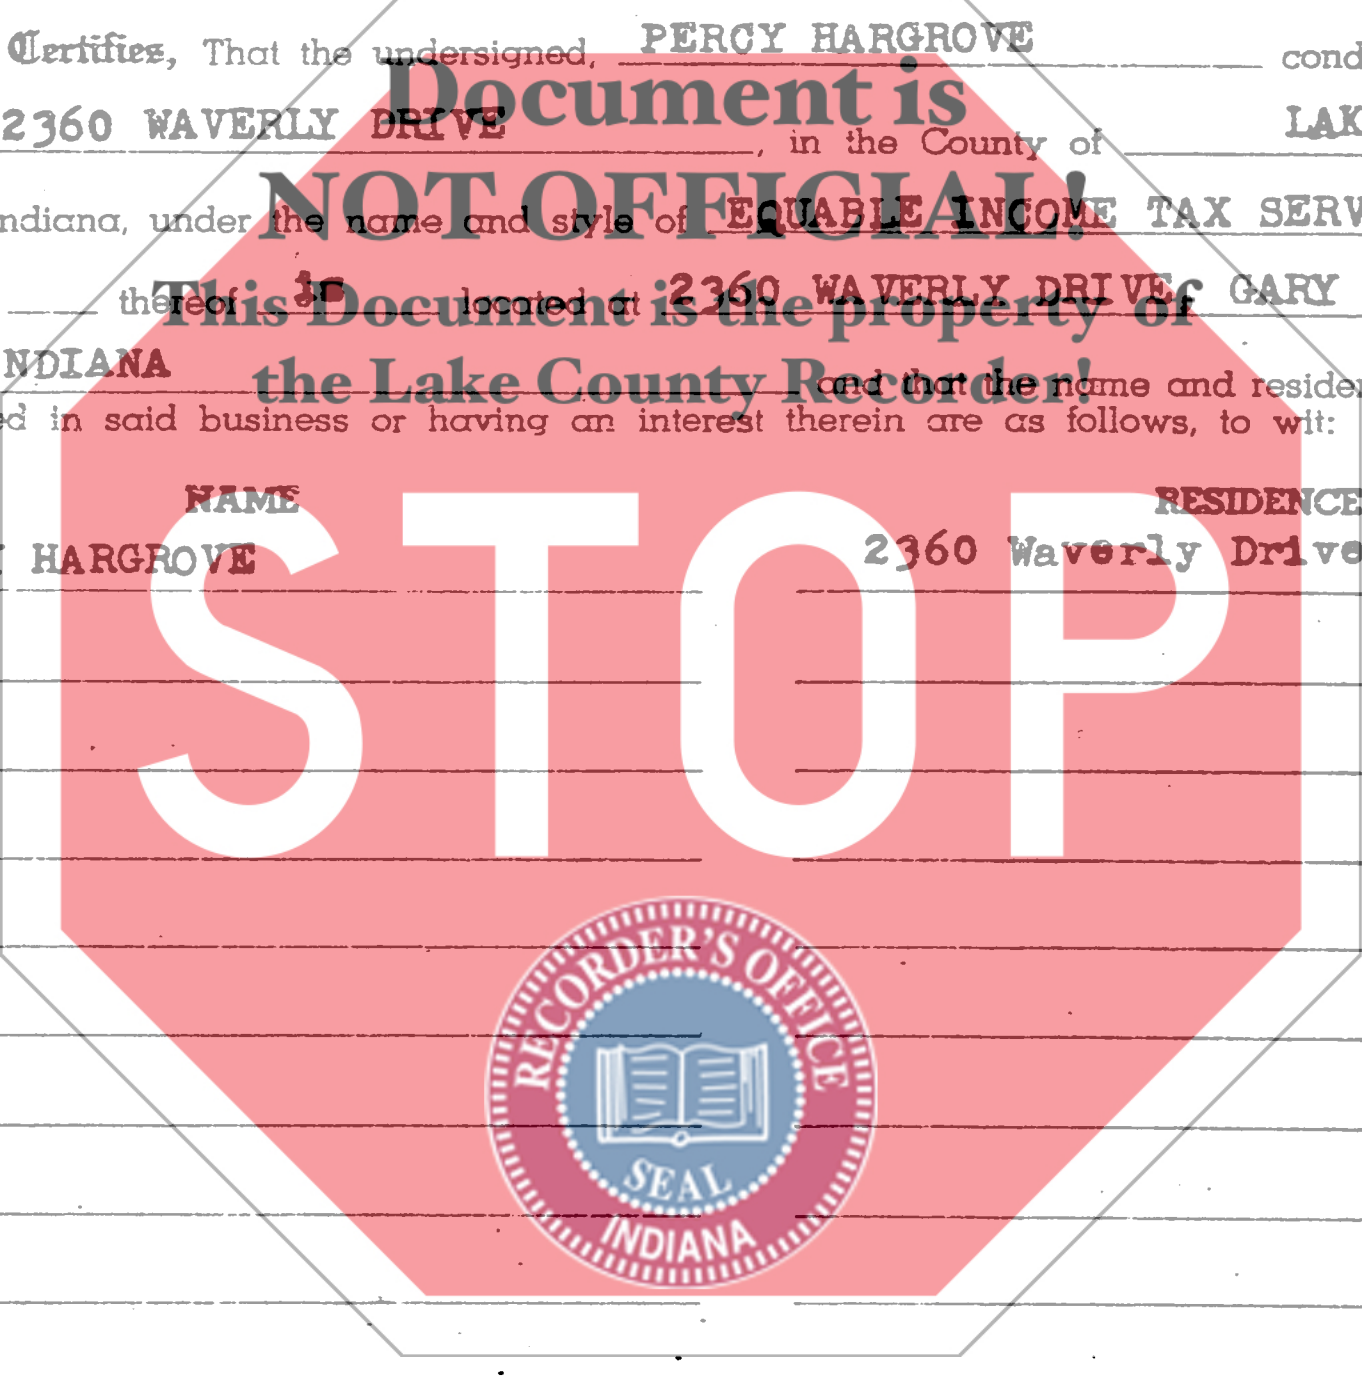 Certifies, That the undersigned, PERCY HARGROVE cond
2360 WAVERLY DRIVE, in the County of LAK
ndiana, under the name and style of EQUABLE INCOME TAX SERV
thereof is located at 2360 WAVERLY DRIVE, GARY
NDIANA and that the name and reside
ed in said business or having an interest therein are as follows, to wit:
NAME RESIDENCE
HARGROVE 2360 Waverly Drive
Document is
NOT OFFICIAL!
This Document is the property of
the Lake County Recorder!
STOP
RECORDER'S OFFICE
SEAL
INDIANA